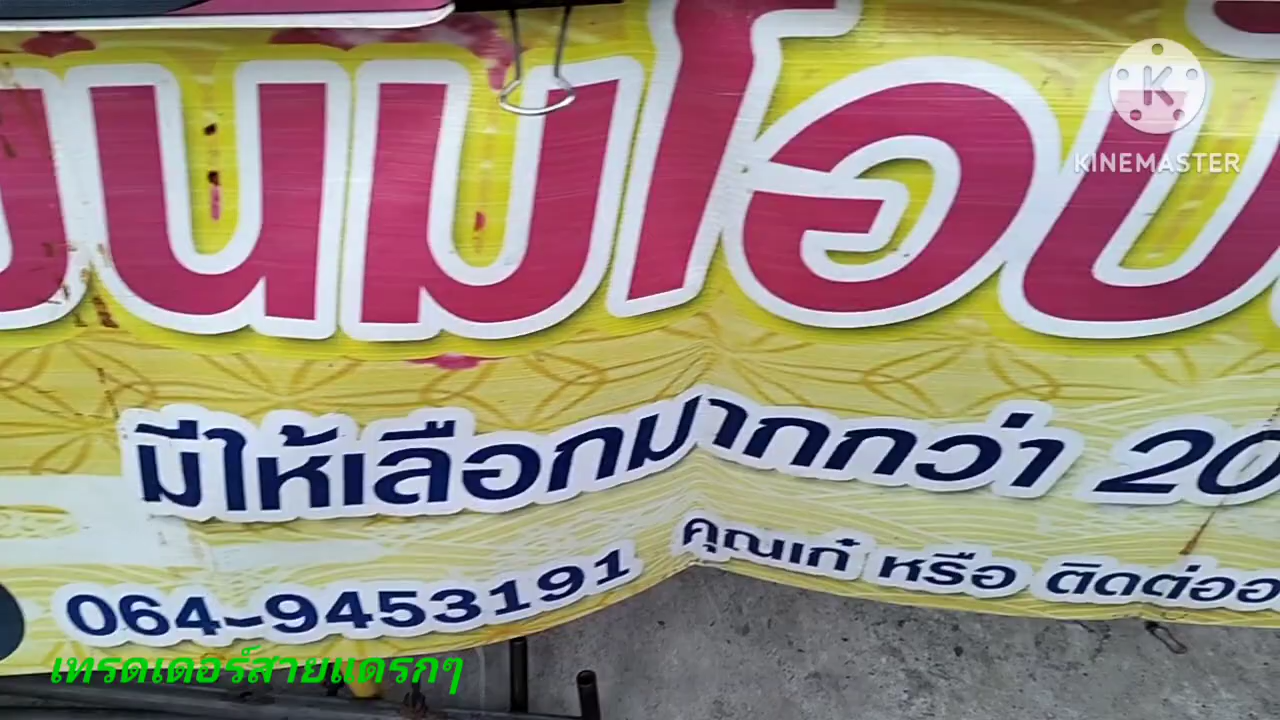 นมโอ
KINEMASTER
มีให้เลือกมากกว่า 20
064-9453191 คุณเก๋ หรือ ติดต่อ
เทรดเดอร์สายแดรกๆ